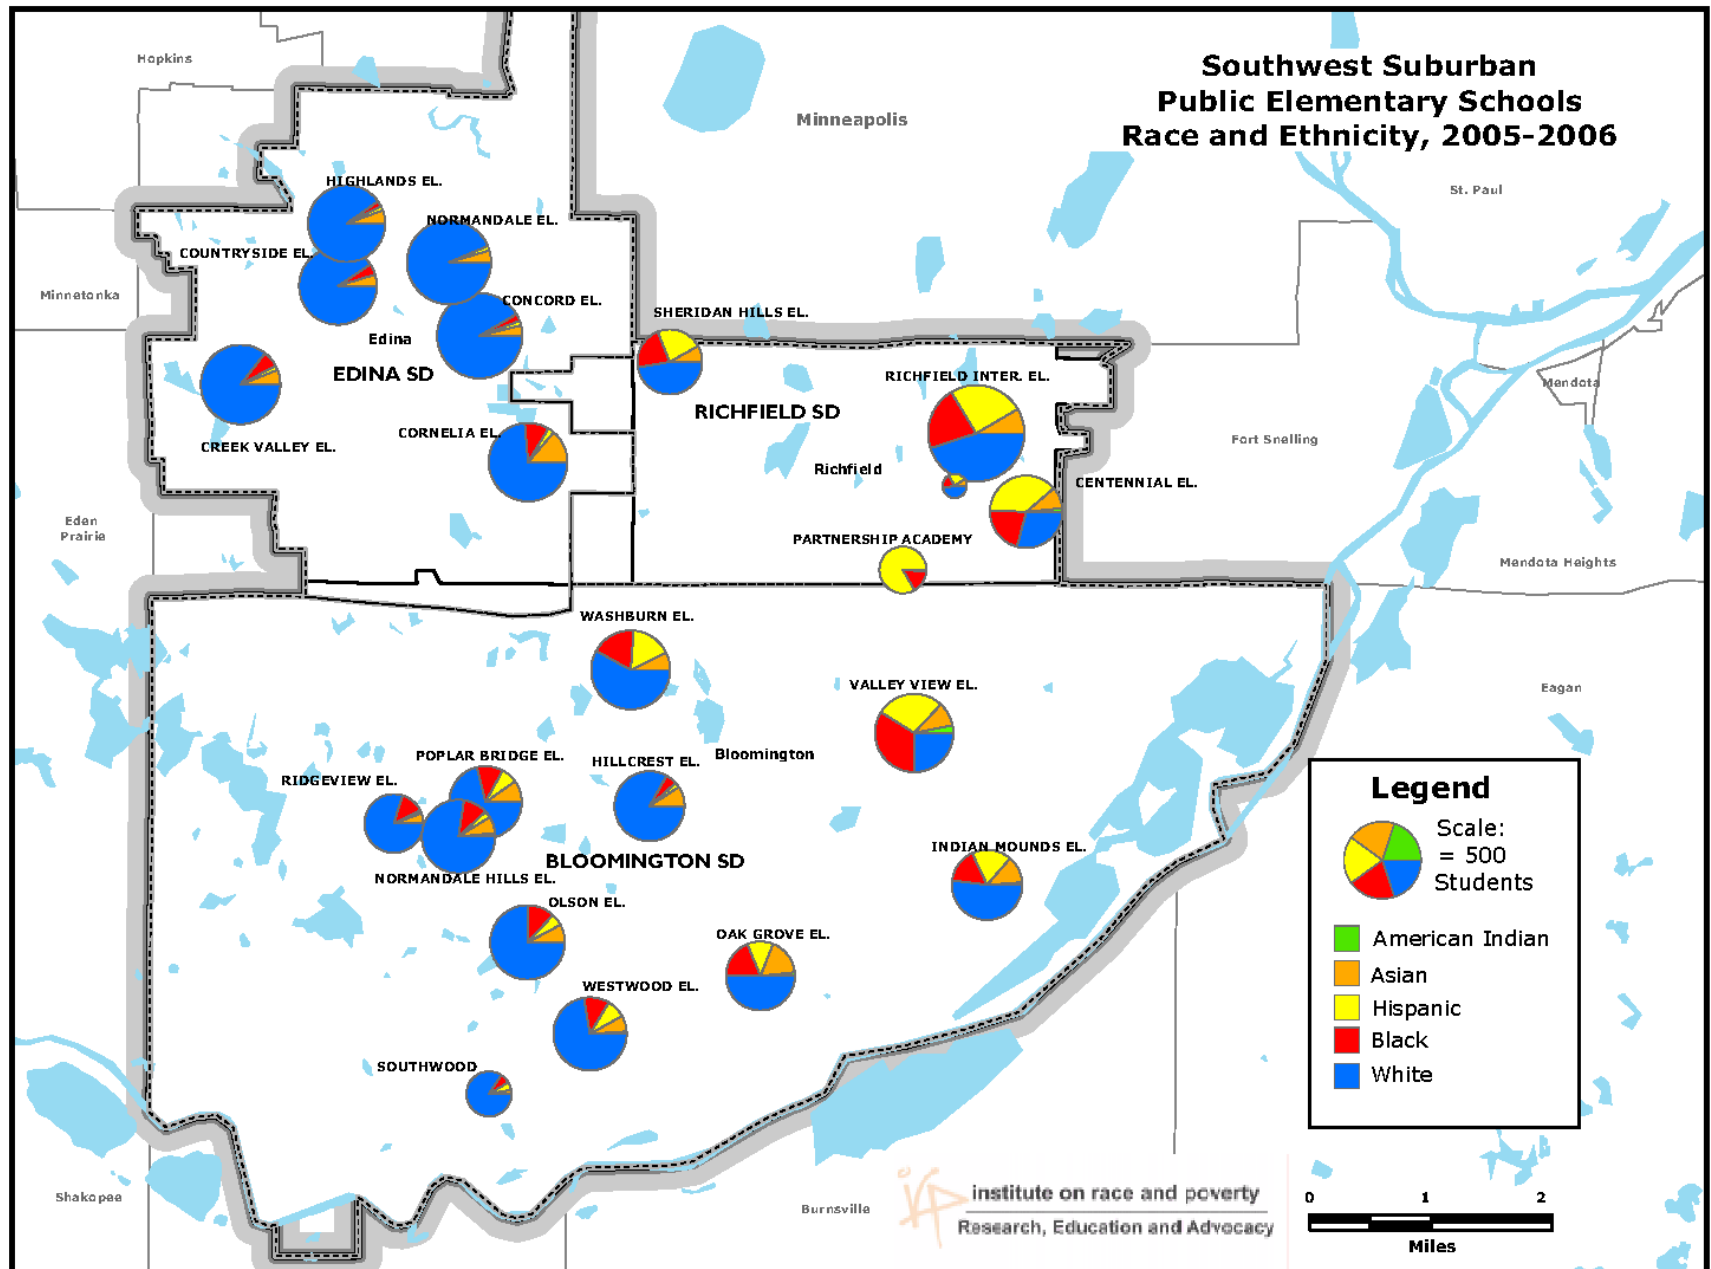 Southwest Suburban
Public Elementary Schools
Race and Ethnicity, 2005-2006
Hopkins
Minneapolis
St. Paul
HIGHLANDS EL.
NORMANDALE EL.
COUNTRYSIDE EL.
Minnetonka
CONCORD EL.
SHERIDAN HILLS EL.
Edina
EDINA SD
RICHFIELD INTER. EL.
Mendota
RICHFIELD SD
CREEK VALLEY EL.
CORNELIA EL.
Fort Snelling
Richfield
CENTENNIAL EL.
Eden
Prairie
PARTNERSHIP ACADEMY
Mendota Heights
WASHBURN EL.
VALLEY VIEW EL.
Eagan
POPLAR BRIDGE EL.
HILLCREST EL.
Bloomington
RIDGEVIEW EL.
INDIAN MOUNDS EL.
BLOOMINGTON SD
NORMANDALE HILLS EL.
OLSON EL.
OAK GROVE EL.
WESTWOOD EL.
SOUTHWOOD
Legend
Scale:
= 500
Students
American Indian
Asian
Hispanic
Black
White
Shakopee
Burnsville
irp
institute on race and poverty
Research, Education and Advocacy
0 1 2
Miles